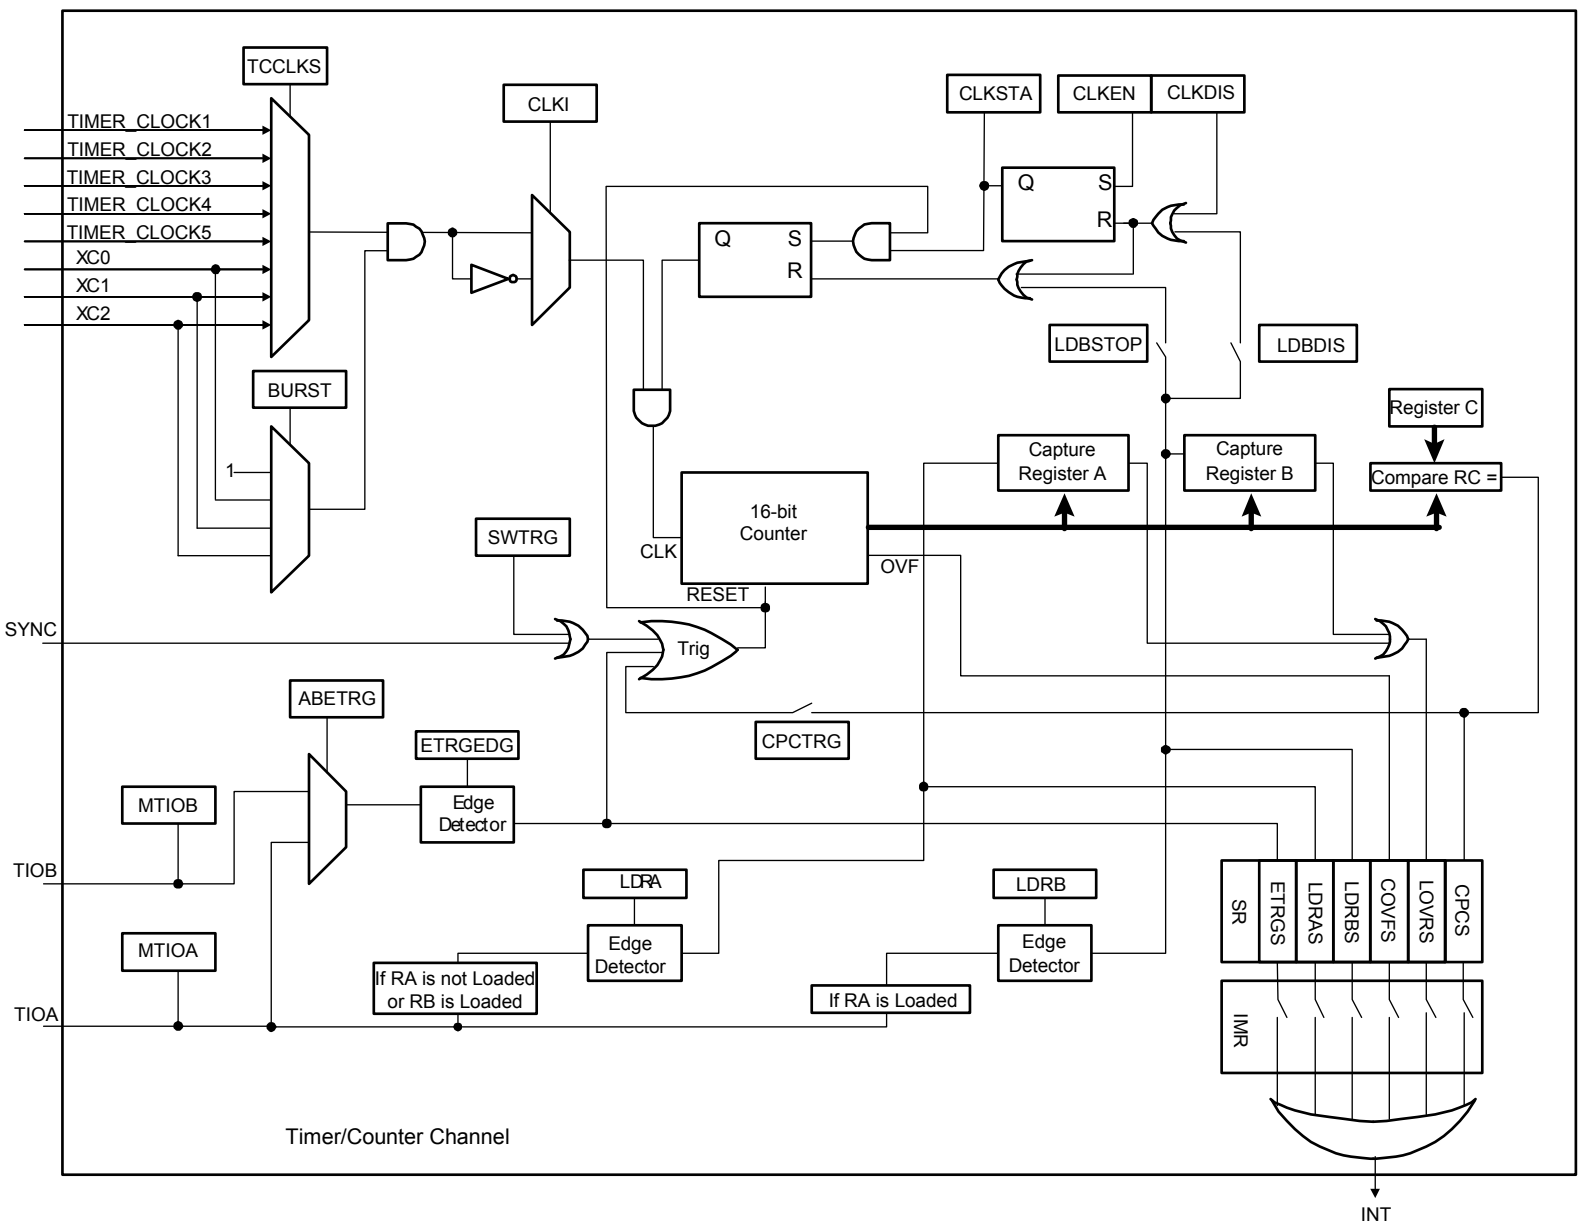 TCCLKS
CLKI
CLKSTA
CLKEN
CLKDIS
TIMER_CLOCK1
TIMER_CLOCK2
TIMER_CLOCK3
TIMER_CLOCK4
TIMER_CLOCK5
XC0
XC1
XC2
Q
S
R
Q
S
R
LDBSTOP
LDBDIS
BURST
1
Register C
Capture
Register A
Capture
Register B
Compare RC =
16-bit
Counter
SWTRG
CLK
OVF
RESET
SYNC
Trig
ABETRG
CPCTRG
ETRGEDG
MTIOB
Edge
Detector
TIOB
LDRA
LDRB
SR
ETRGS
LDRAS
LDRBS
COVFS
LOVRS
CPCS
MTIOA
Edge
Detector
Edge
Detector
If RA is not Loaded
or RB is Loaded
If RA is Loaded
TIOA
IMR
Timer/Counter Channel
INT